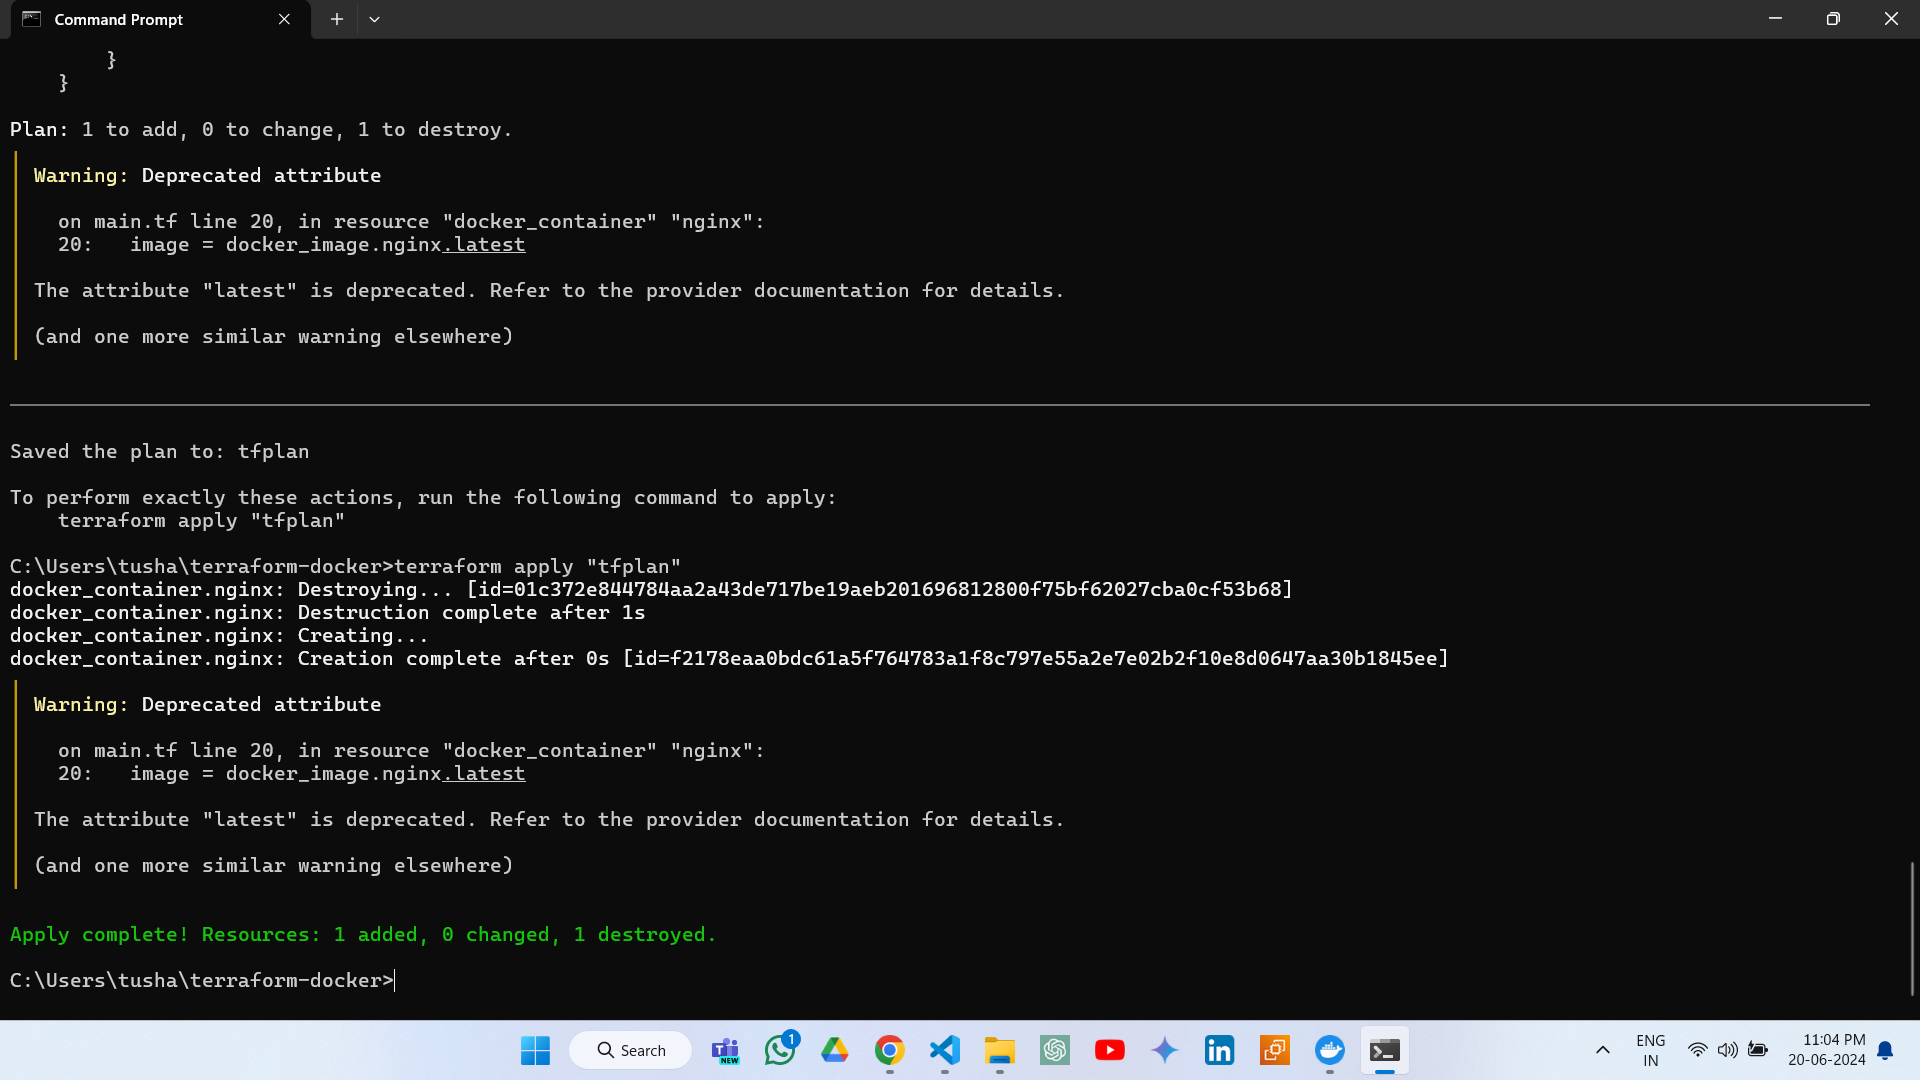 Command Prompt
}
}
Plan: 1 to add, 0 to change, 1 to destroy.
Warning: Deprecated attribute
on main.tf line 20, in resource "docker_container" "nginx":
20:   image = docker_image.nginx.latest
The attribute "latest" is deprecated. Refer to the provider documentation for details.
(and one more similar warning elsewhere)
Saved the plan to: tfplan
To perform exactly these actions, run the following command to apply:
terraform apply "tfplan"
C:\Users\tusha\terraform-docker>terraform apply "tfplan"
docker_container.nginx: Destroying... [id=01c372e844784aa2a43de717be19aeb201696812800f75bf62027cba0cf53b68]
docker_container.nginx: Destruction complete after 1s
docker_container.nginx: Creating...
docker_container.nginx: Creation complete after 0s [id=f2178eaa0bdc61a5f764783a1f8c797e55a2e7e02b2f10e8d0647aa30b1845ee]
Warning: Deprecated attribute
on main.tf line 20, in resource "docker_container" "nginx":
20:   image = docker_image.nginx.latest
The attribute "latest" is deprecated. Refer to the provider documentation for details.
(and one more similar warning elsewhere)
Apply complete! Resources: 1 added, 0 changed, 1 destroyed.
C:\Users\tusha\terraform-docker>
Search
NEW
1
ENG
IN
11:04 PM
20-06-2024